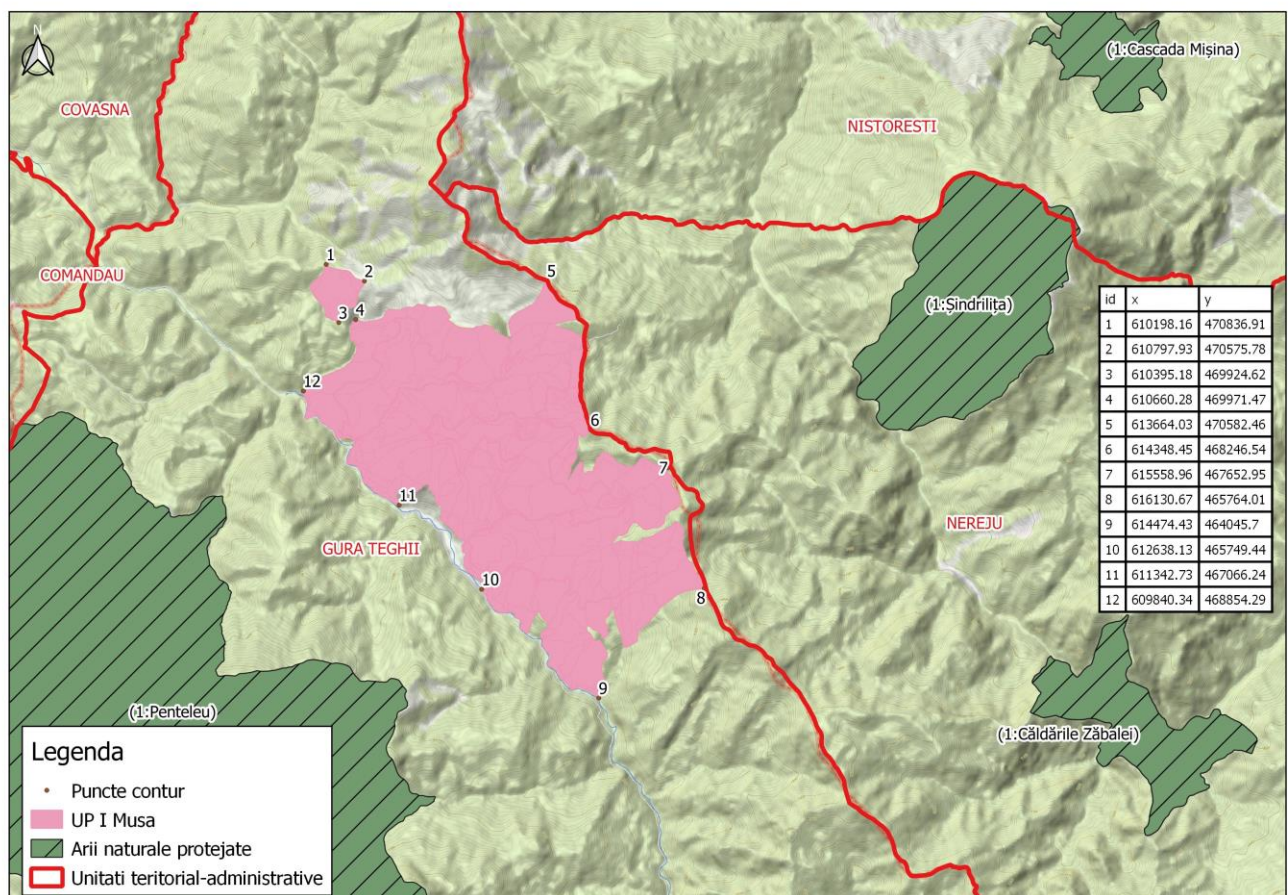 N
(1:Cascada Mișina)
COVASNA
NISTORESTI
1
2
5
COMANDAU
(1:Șindrilița)
3
4
12
6
7
11
GURA TEGHII
NEREJU
10
8
9
(1:Penteleu)
(1:Căldările Zăbalei)
id x y
1 610198.16 470836.91
2 610797.93 470575.78
3 610395.18 469924.62
4 610660.28 469971.47
5 613664.03 470582.46
6 614348.45 468246.54
7 615558.96 467652.95
8 616130.67 465764.01
9 614474.43 464045.7
10 612638.13 465749.44
11 611342.73 467066.24
12 609840.34 468854.29
Legenda
Puncte contur
UP I Musa
Arii naturale protejate
Unitati teritorial-administrative